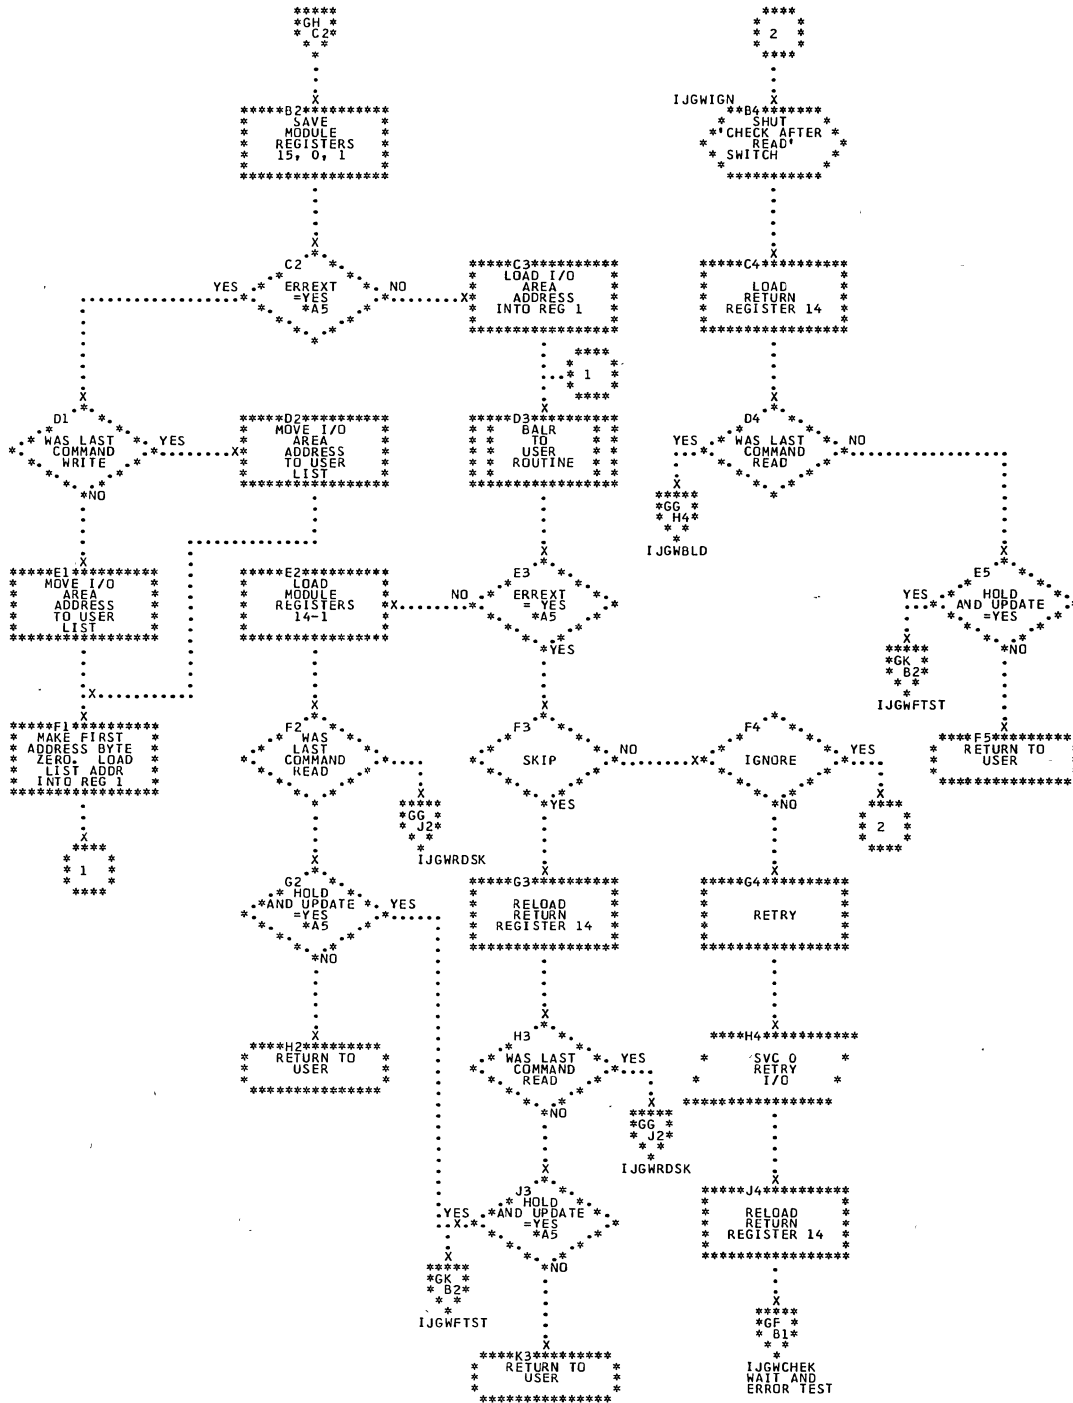 GH
C2
2
IJGWIGN
B2
SAVE
MODULE
REGISTERS
15, 0, 1
B4
SHUT
'CHECK AFTER
READ'
SWITCH
C2
ERREXT
=YES
*A5
YES
NO
C3
LOAD I/O
AREA
ADDRESS
INTO REG 1
C4
LOAD
RETURN
REGISTER 14
1
D1
WAS LAST
COMMAND
WRITE
YES
NO
D2
MOVE I/O
AREA
ADDRESS
TO USER
LIST
D3
BALR
TO
USER
ROUTINE
D4
WAS LAST
COMMAND
READ
YES
NO
GG
H4
IJGWBLD
E1
MOVE I/O
AREA
ADDRESS
TO USER
LIST
E2
LOAD
MODULE
REGISTERS
14-1
E3
ERREXT
= YES
*A5
NO
YES
E5
HOLD
AND UPDATE
=YES
YES
NO
GK
B2
IJGWFTST
F1
MAKE FIRST
ADDRESS BYTE
ZERO. LOAD
LIST ADDR
INTO REG 1
F2
WAS
LAST
COMMAND
READ
F3
SKIP
NO
YES
F4
IGNORE
YES
NO
F5
RETURN TO
USER
1
GG
J2
IJGWRDSK
2
G2
HOLD
AND UPDATE
=YES
*A5
YES
NO
G3
RELOAD
RETURN
REGISTER 14
G4
RETRY
H2
RETURN TO
USER
H3
WAS LAST
COMMAND
READ
YES
NO
H4
SVC 0
RETRY
I/O
GG
J2
IJGWRDSK
J3
HOLD
AND UPDATE
=YES
*A5
YES
NO
J4
RELOAD
RETURN
REGISTER 14
GK
B2
IJGWFTST
GF
B1
IJGWCHEK
WAIT AND
ERROR TEST
K3
RETURN TO
USER